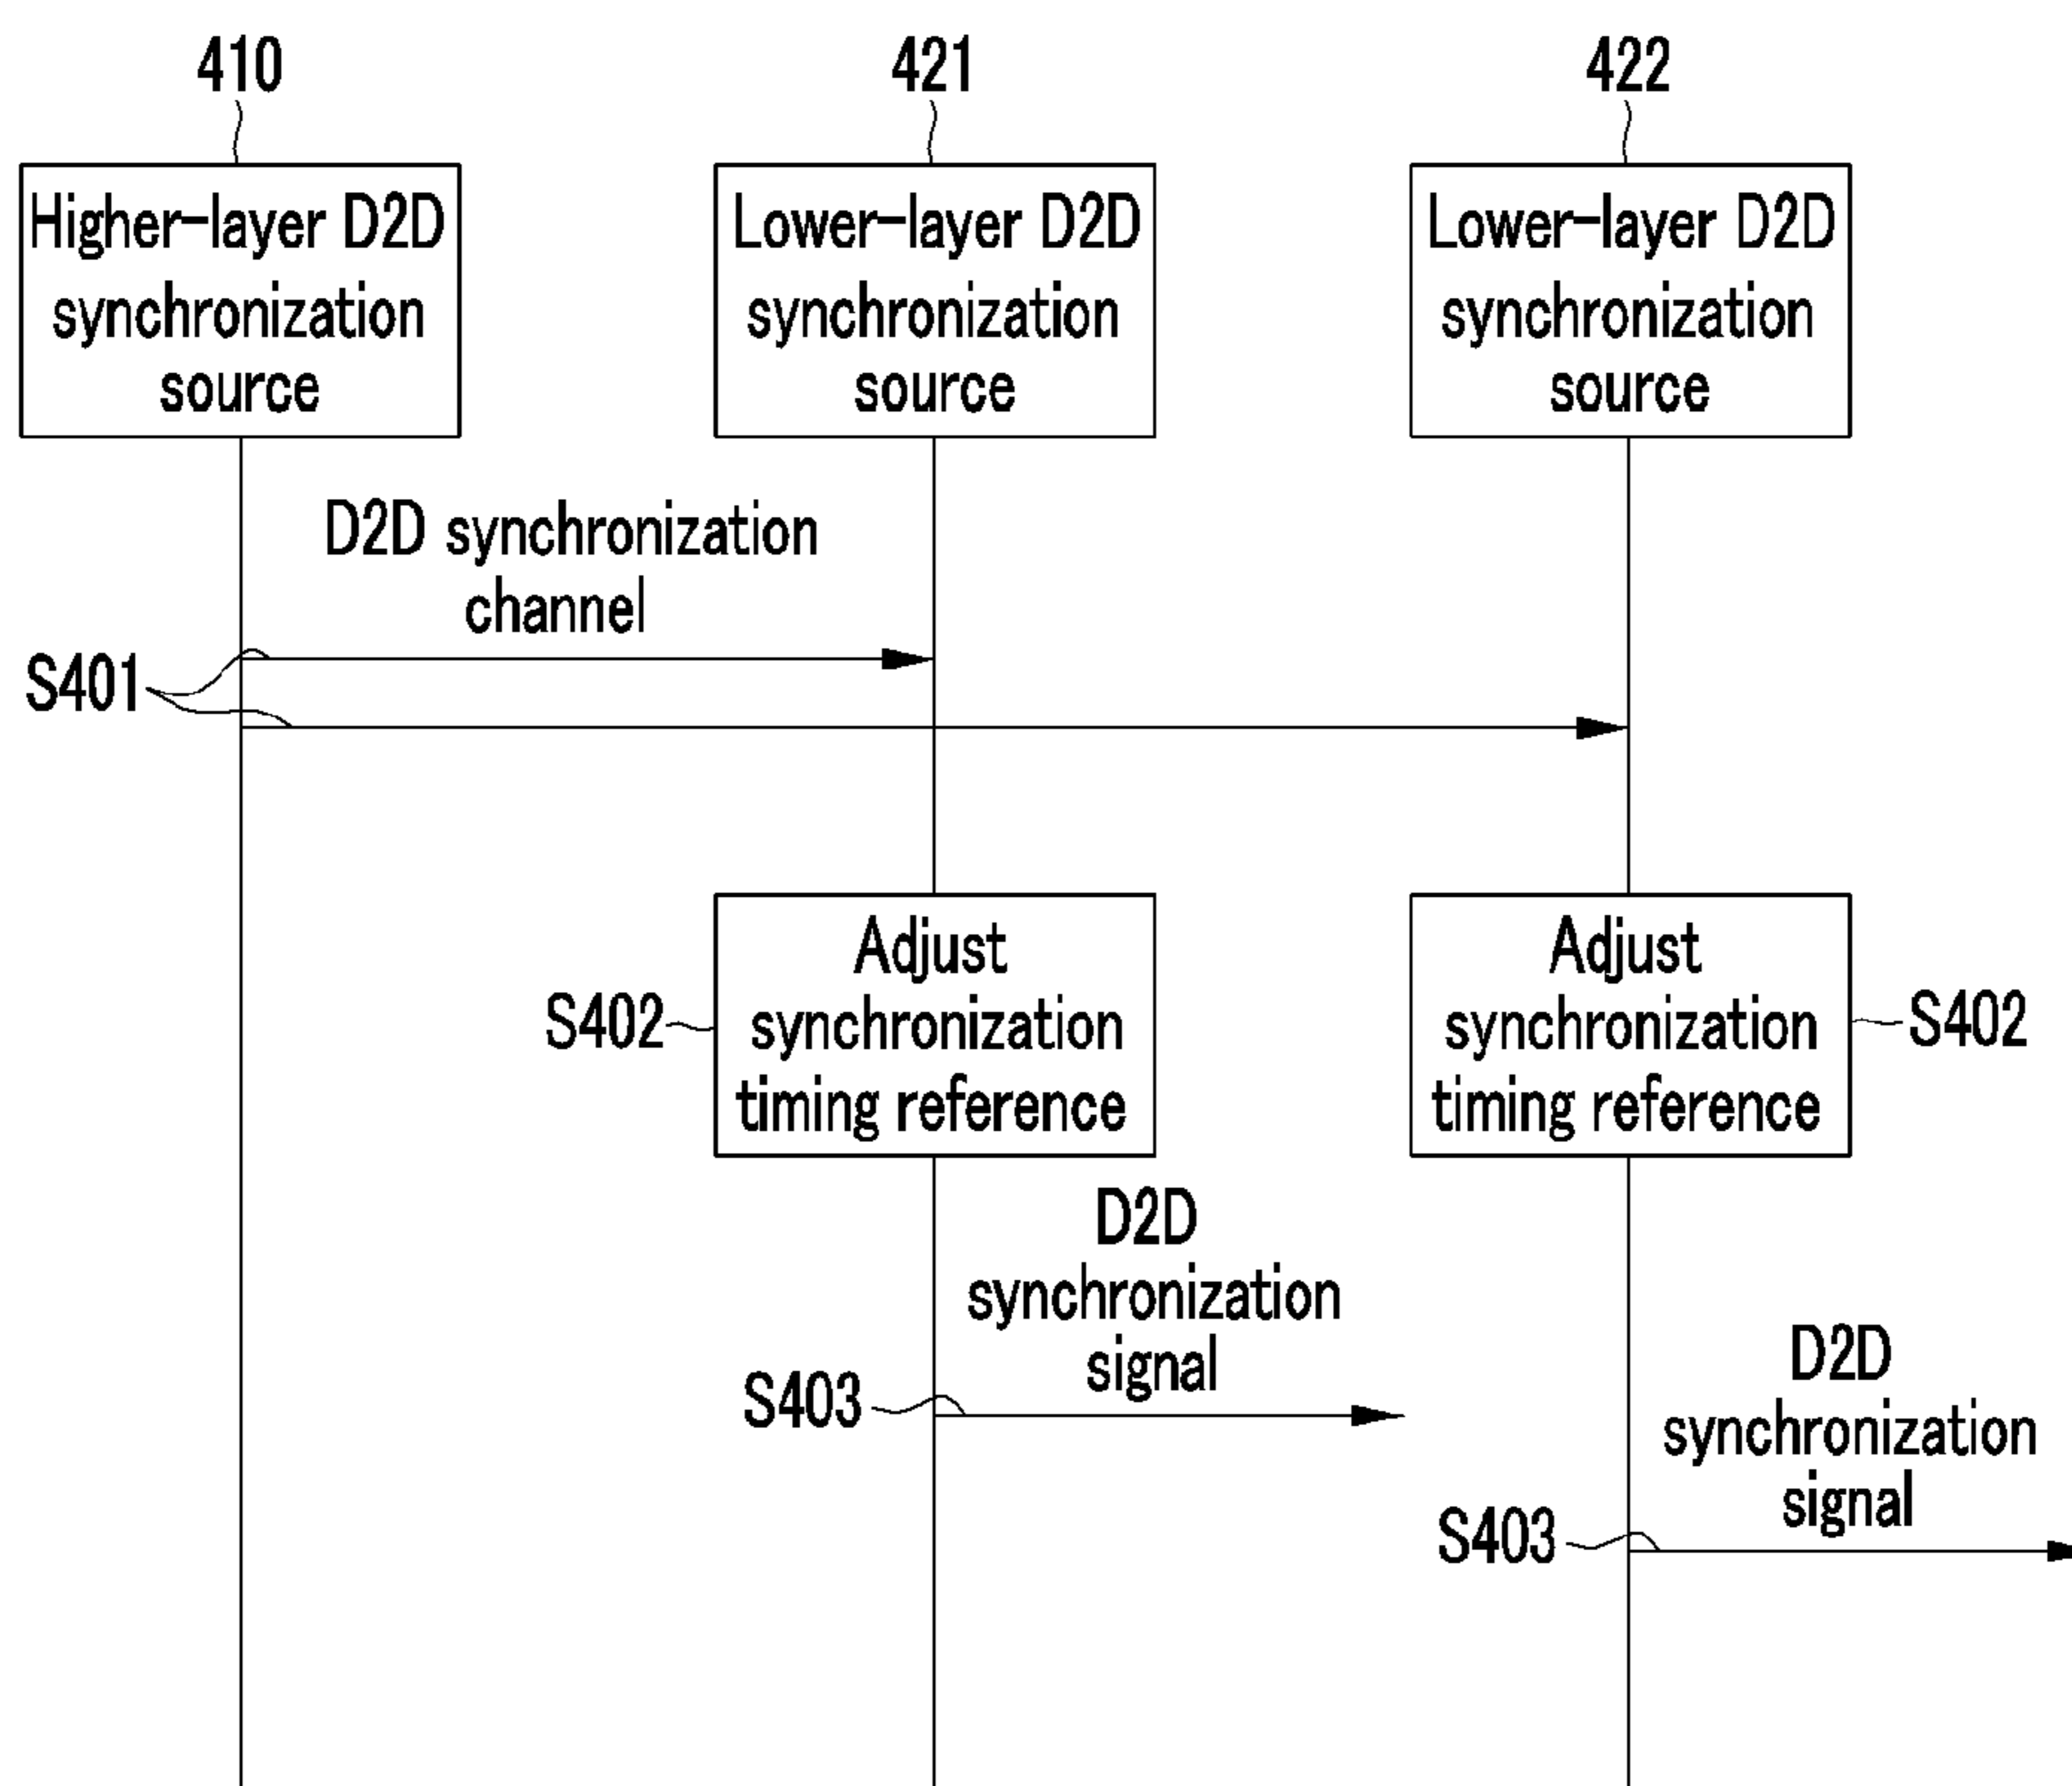 410
421
422
Higher-layer D2D
synchronization
source
Lower-layer D2D
synchronization
source
Lower-layer D2D
synchronization
source
D2D synchronization
channel
S401
Adjust
synchronization
timing reference
S402
Adjust
synchronization
timing reference
S402
D2D
synchronization
signal
S403
D2D
synchronization
signal
S403